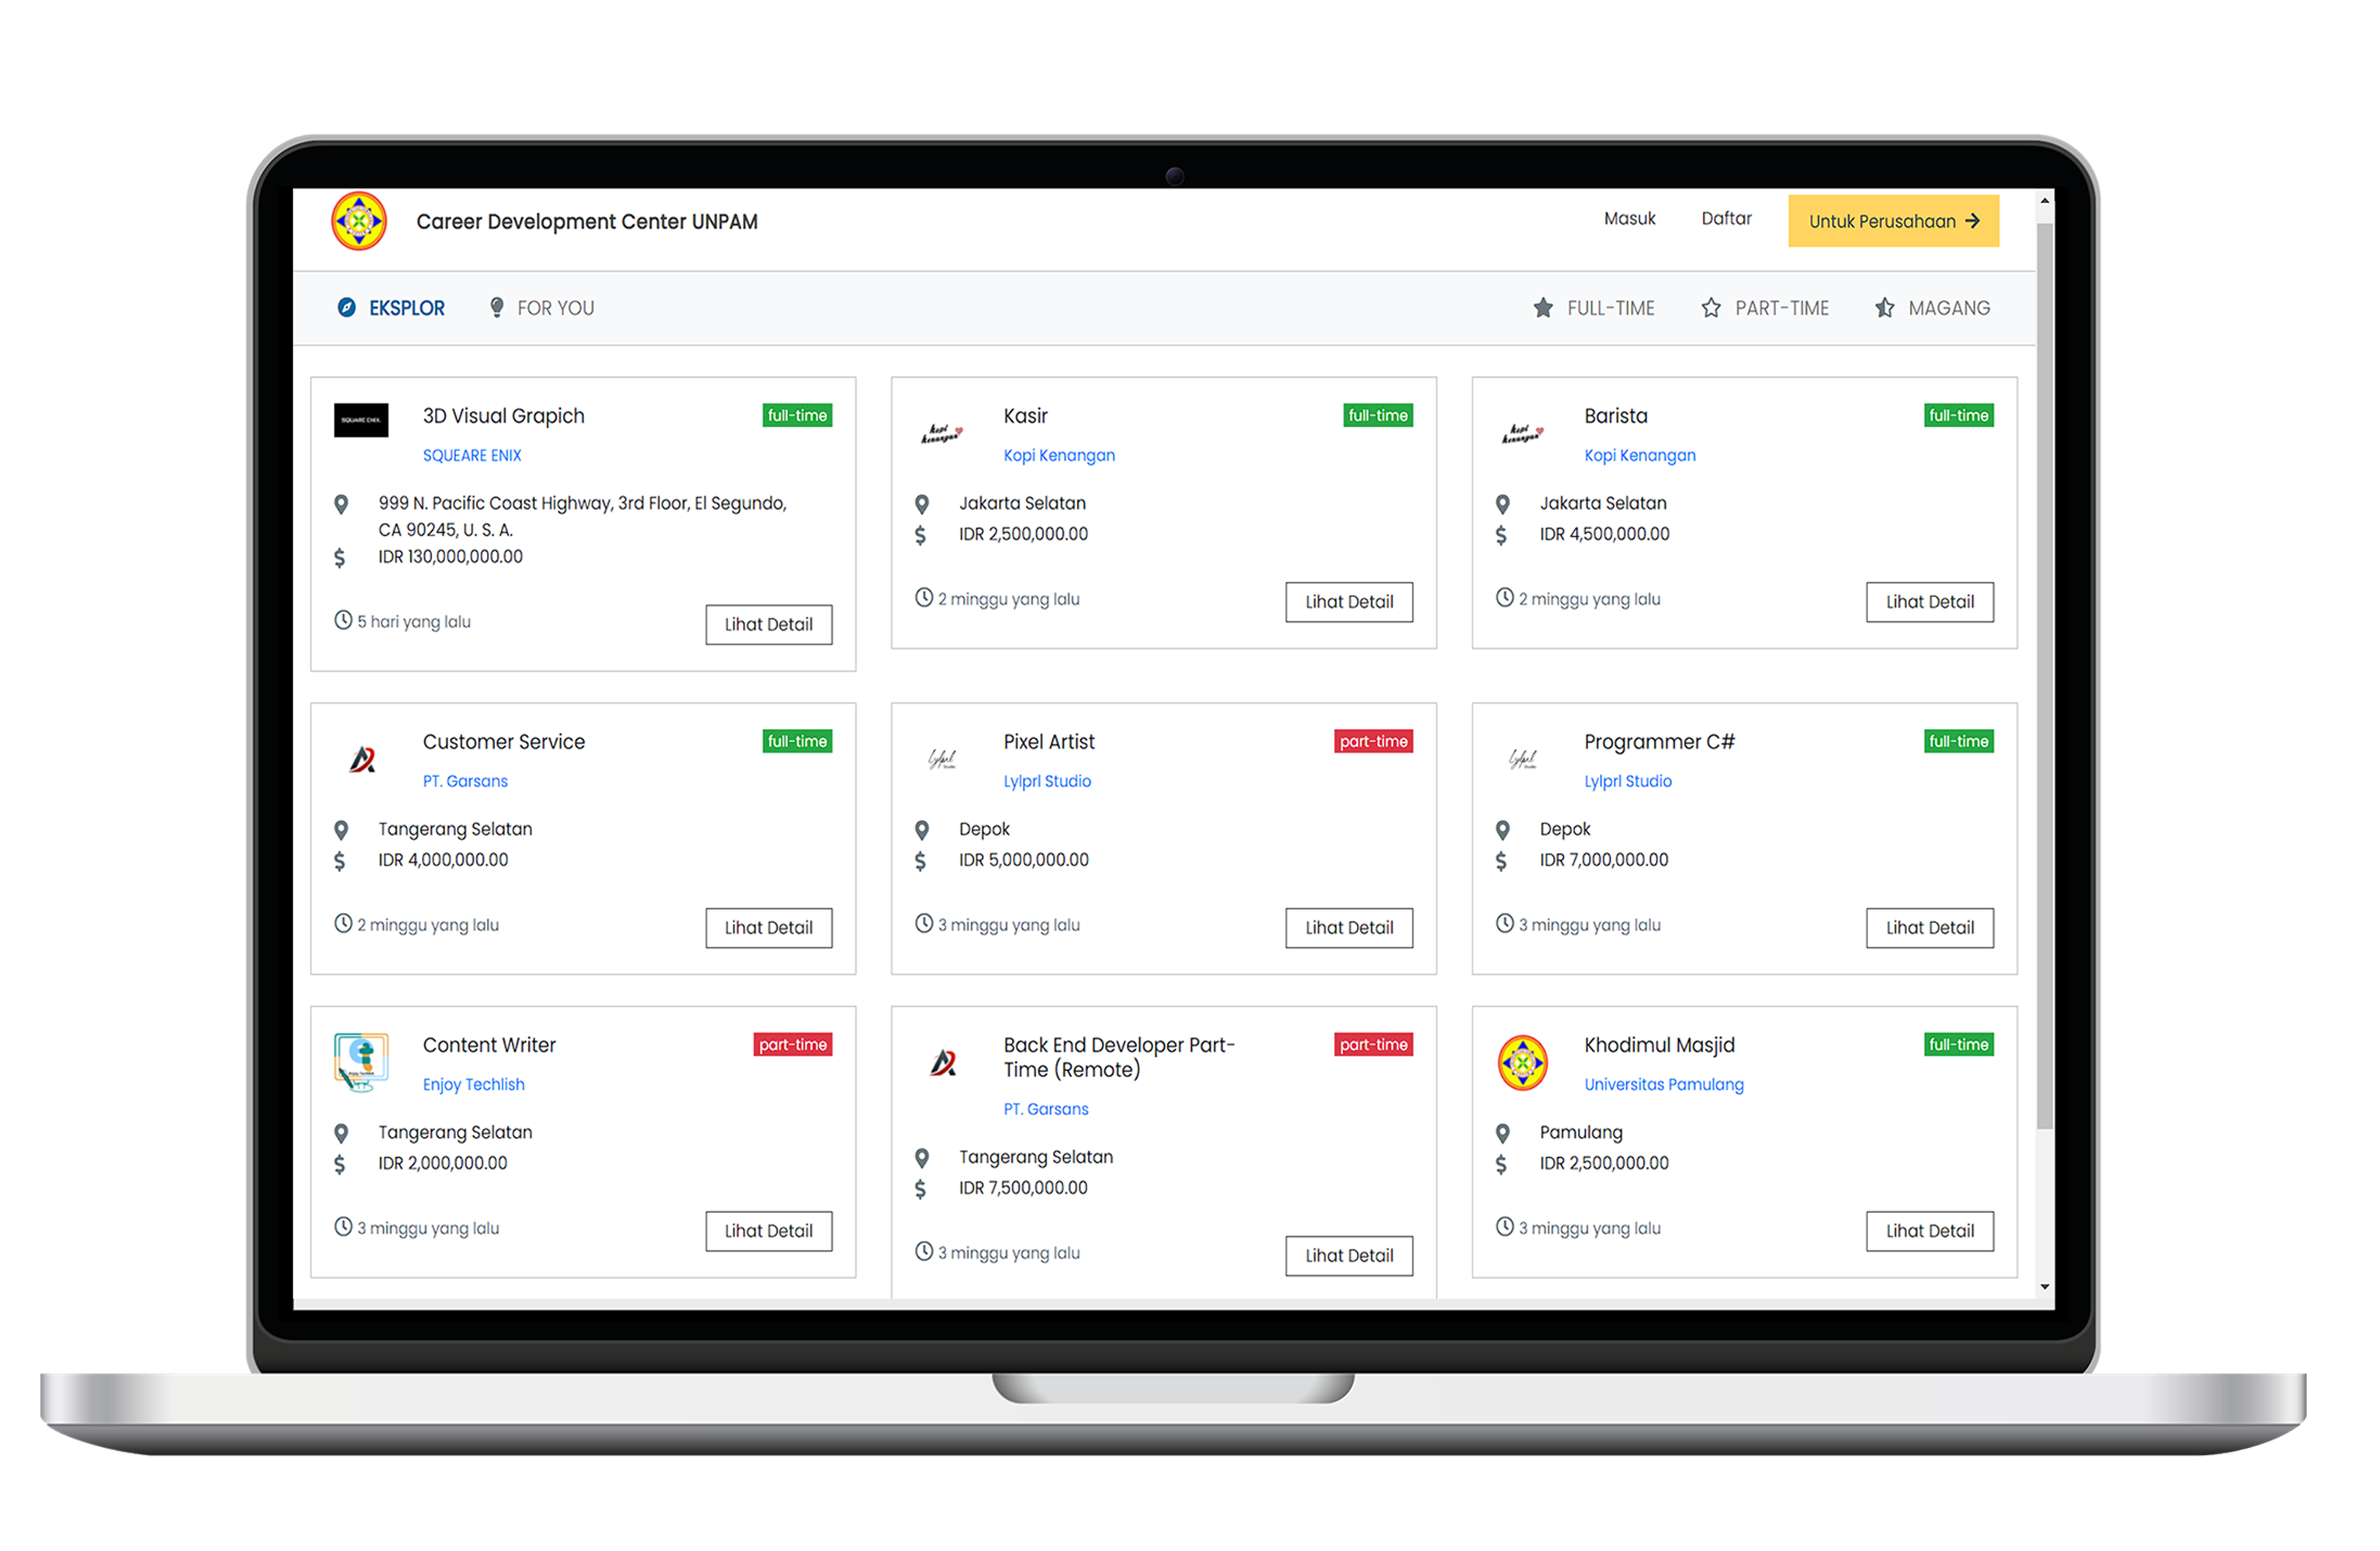 Career Development Center UNPAM
Masuk
Daftar
Untuk Perusahaan
EKSPLOR
FOR YOU
FULL-TIME
PART-TIME
MAGANG
SQUARE ENIX
3D Visual Grapich
full-time
SQUEARE ENIX
999 N. Pacific Coast Highway, 3rd Floor, El Segundo,
CA 90245, U. S. A.
IDR 130,000,000.00
5 hari yang lalu
Lihat Detail
kopi
kenangan
Kasir
full-time
Kopi Kenangan
Jakarta Selatan
IDR 2,500,000.00
2 minggu yang lalu
Lihat Detail
kopi
kenangan
Barista
full-time
Kopi Kenangan
Jakarta Selatan
IDR 4,500,000.00
2 minggu yang lalu
Lihat Detail
Customer Service
full-time
PT. Garsans
Tangerang Selatan
IDR 4,000,000.00
2 minggu yang lalu
Lihat Detail
Pixel Artist
part-time
Lylprl Studio
Depok
IDR 5,000,000.00
3 minggu yang lalu
Lihat Detail
Programmer C#
full-time
Lylprl Studio
Depok
IDR 7,000,000.00
3 minggu yang lalu
Lihat Detail
Content Writer
part-time
Enjoy Techlish
Tangerang Selatan
IDR 2,000,000.00
3 minggu yang lalu
Lihat Detail
Back End Developer Part-
Time (Remote)
part-time
PT. Garsans
Tangerang Selatan
IDR 7,500,000.00
3 minggu yang lalu
Lihat Detail
Khodimul Masjid
full-time
Universitas Pamulang
Pamulang
IDR 2,500,000.00
3 minggu yang lalu
Lihat Detail